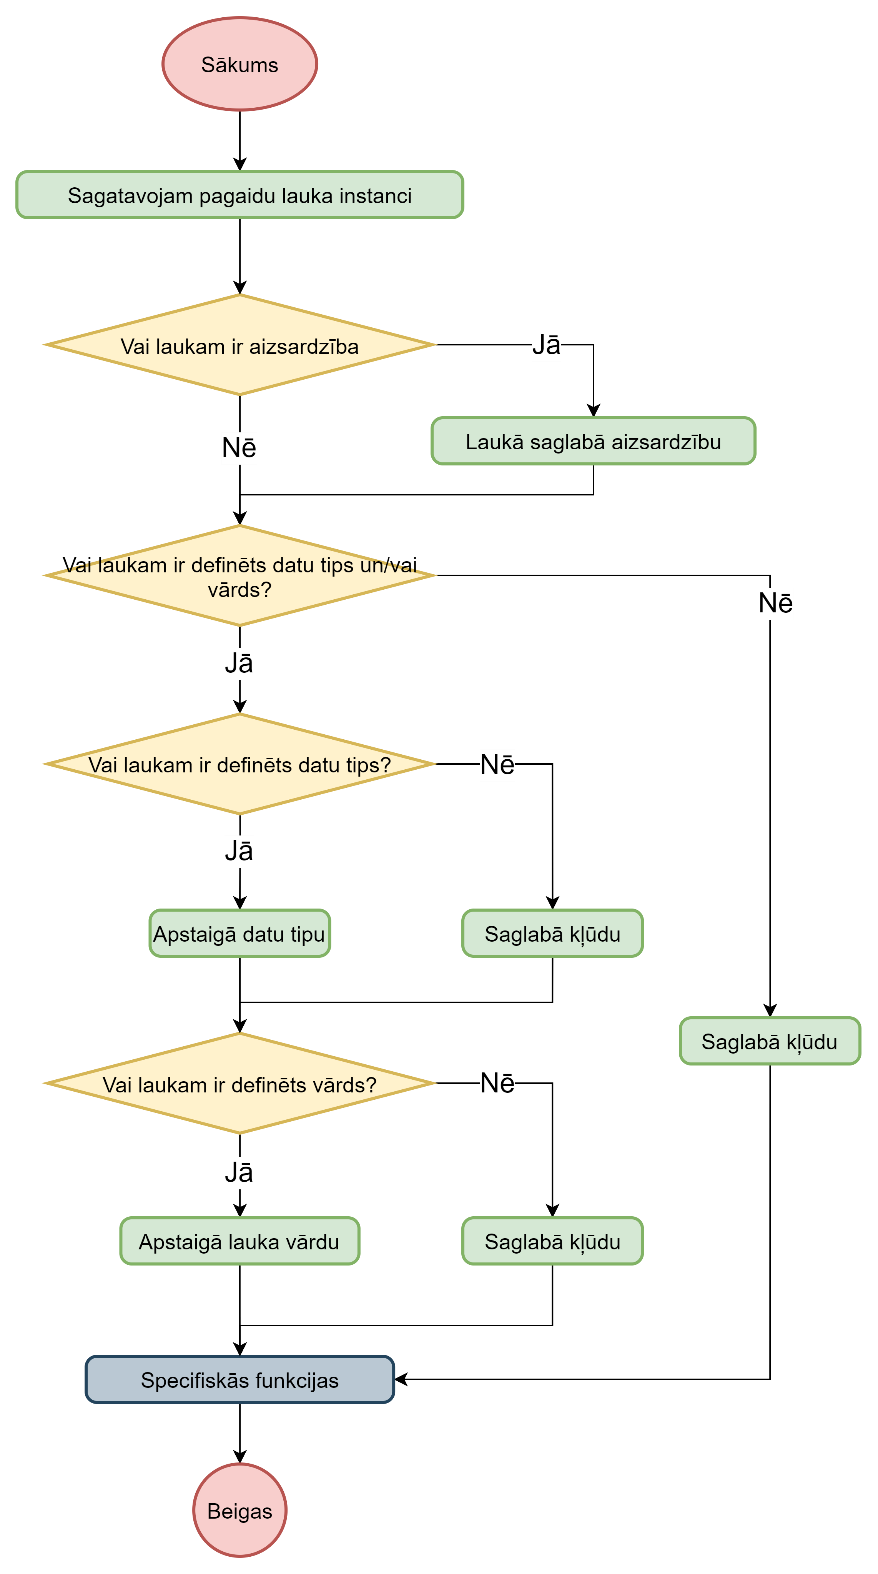 Sākums
Sagatavojam pagaidu lauka instanci
Vai laukam ir aizsardzība
Jā
Laukā saglabā aizsardzību
Nē
Vai laukam ir definēts datu tips un/vai
vārds?
Nē
Jā
Vai laukam ir definēts datu tips?
Nē
Jā
Apstaigā datu tipu
Saglabā kļūdu
Saglabā kļūdu
Vai laukam ir definēts vārds?
Nē
Jā
Apstaigā lauka vārdu
Saglabā kļūdu
Specifiskās funkcijas
Beigas